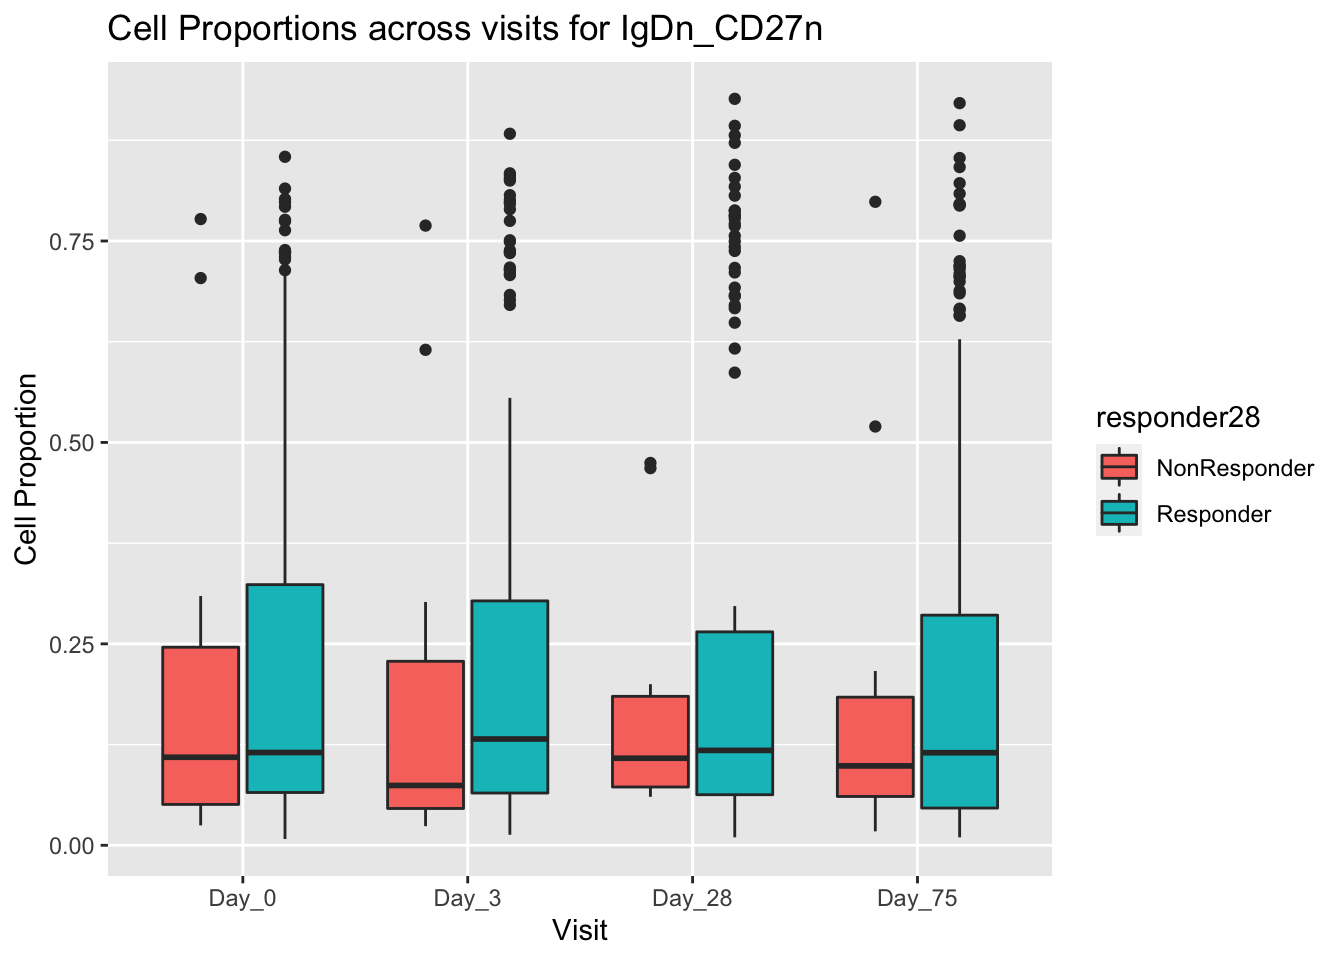 Cell Proportions across visits for IgDn_CD27n
Cell Proportion
0.75
0.50
0.25
0.00
Day_0
Day_3
Day_28
Day_75
Visit
responder28
NonResponder
Responder